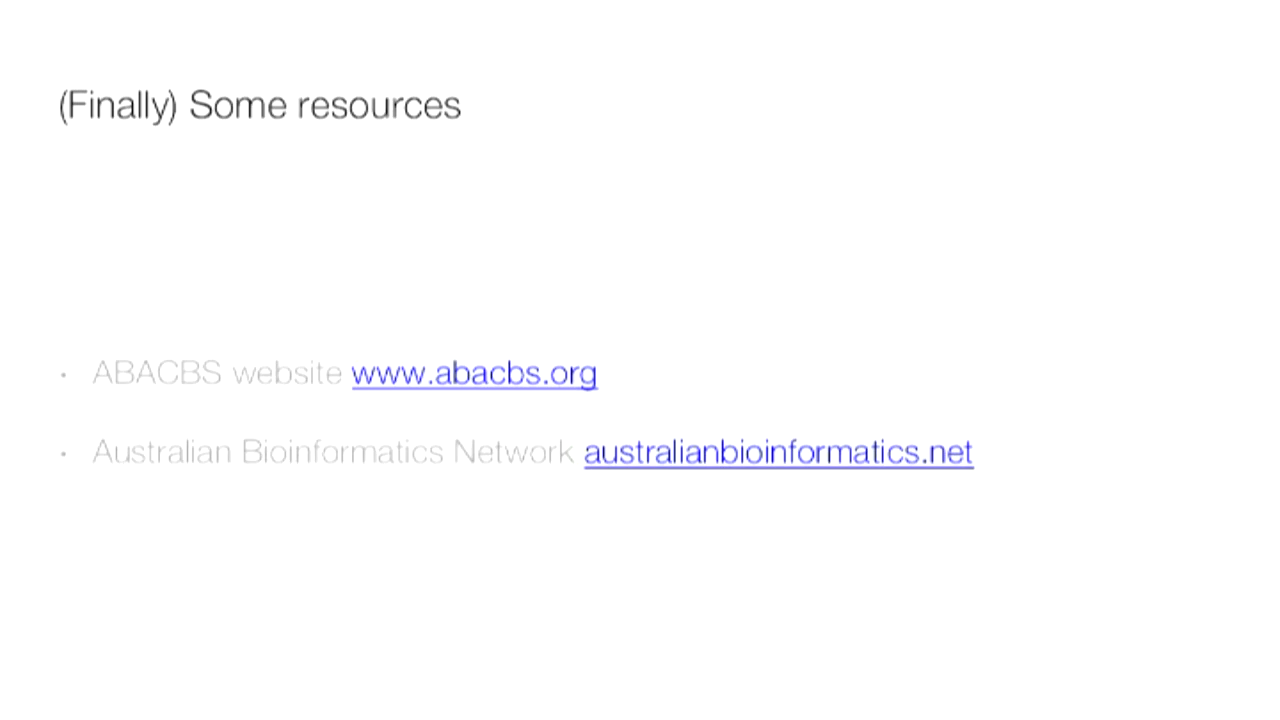 (Finally) Some resources
• ABACBS website www.abacbs.org
• Australian Bioinformatics Network australianbioinformatics.net